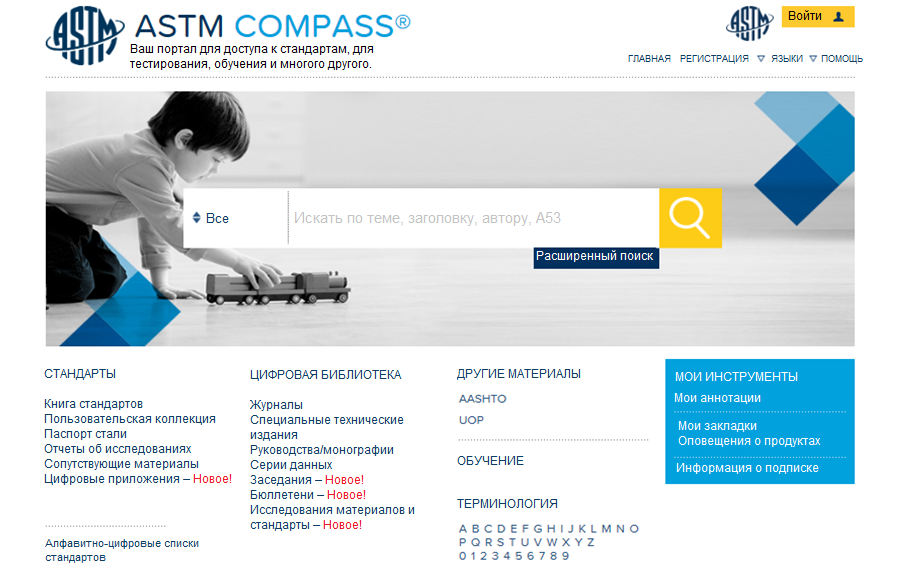 ASTM
ASTM COMPASS®
Ваш портал для доступа к стандартам, для
тестирования, обучения и многого другого.
ASTM
Войти
ГЛАВНАЯ РЕГИСТРАЦИЯ ЯЗЫКИ ПОМОЩЬ
Все
Искать по теме, заголовку, автору, A53
Расширенный поиск
СТАНДАРТЫ
Книга стандартов
Пользовательская коллекция
Паспорт стали
Отчеты об исследованиях
Сопутствующие материалы
Цифровые приложения – Новое!
Алфавитно-цифровые списки
стандартов
ЦИФРОВАЯ БИБЛИОТЕКА
Журналы
Специальные технические
издания
Руководства/монографии
Серии данных
Заседания – Новое!
Бюллетени – Новое!
Исследования материалов и
стандарты – Новое!
ДРУГИЕ МАТЕРИАЛЫ
AASHTO
UOP
ОБУЧЕНИЕ
ТЕРМИНОЛОГИЯ
A B C D E F G H I J K L M N O
P Q R S T U V W X Y Z
0 1 2 3 4 5 6 7 8 9
МОИ ИНСТРУМЕНТЫ
Мои аннотации
Мои закладки
Оповещения о продуктах
Информация о подписке